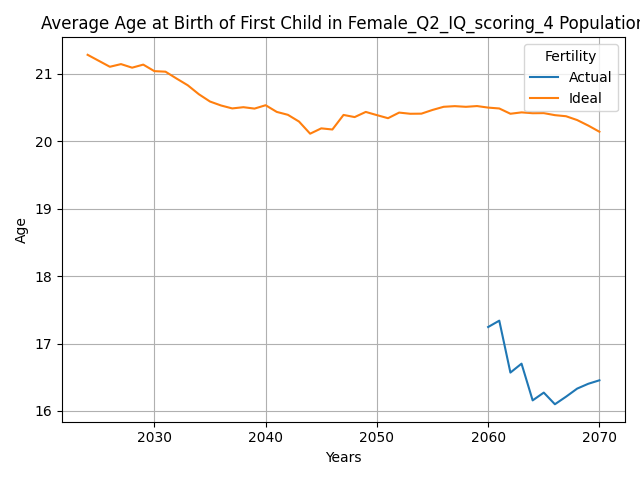 Average Age at Birth of First Child in Female_Q2_IQ_scoring_4 Population
Fertility
Actual
Ideal
21
20
19
18
17
16
Age
2030
2040
2050
2060
2070
Years